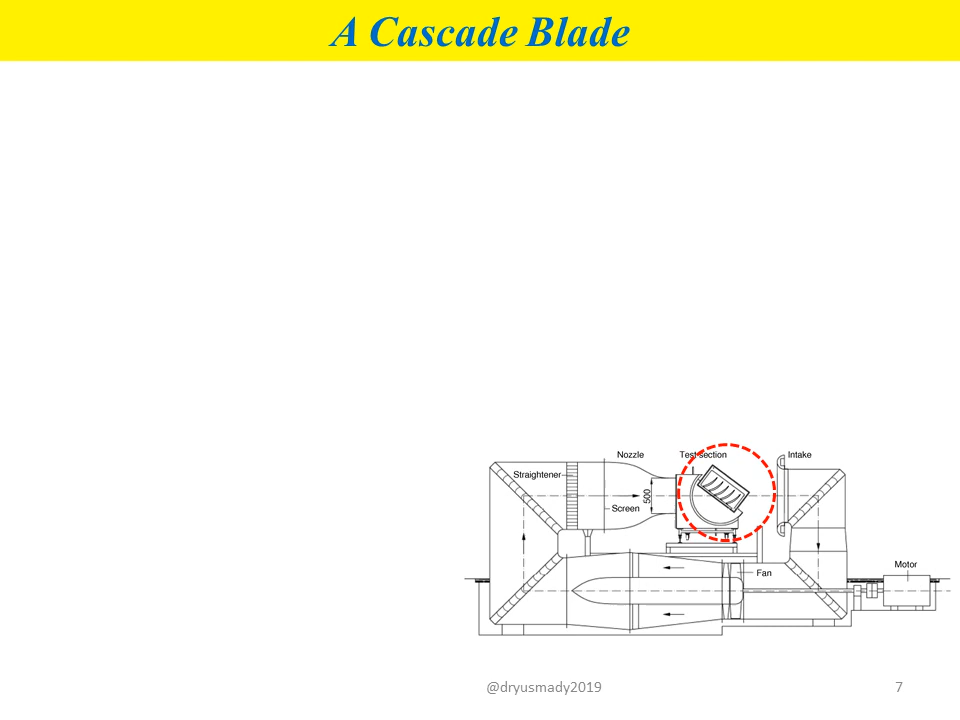 A Cascade Blade
Nozzle
Test section
Intake
Straightener
500
Screen
Fan
Motor
@dryusmady2019
7